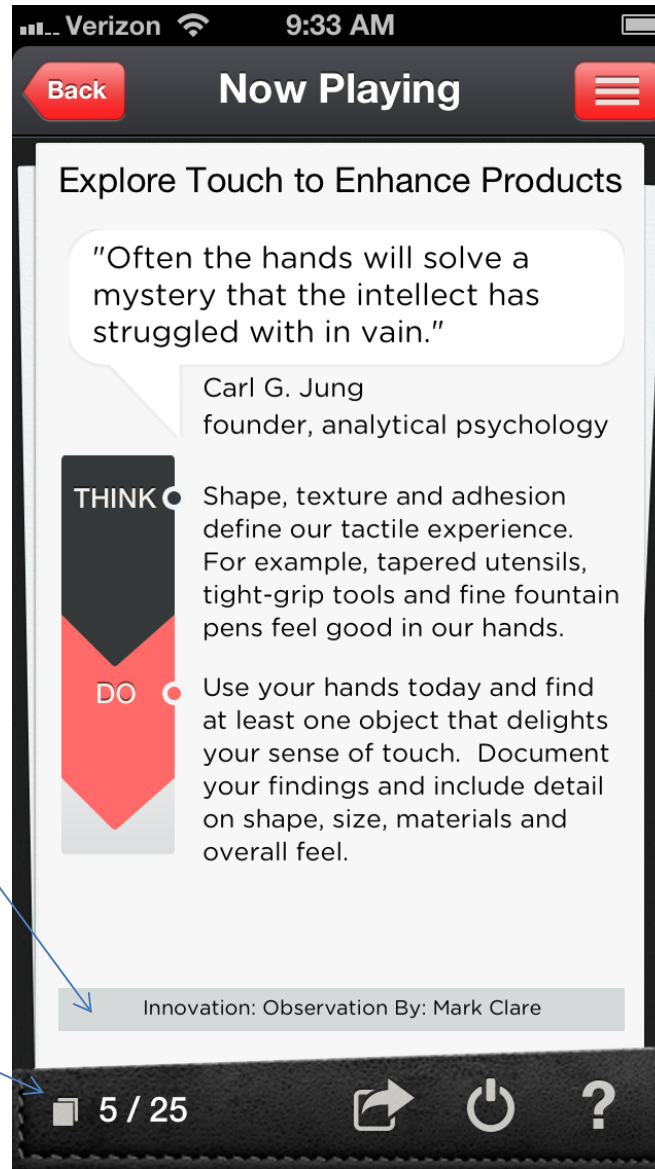 Verizon 9:33 AM
Back Now Playing
Explore Touch to Enhance Products
"Often the hands will solve a
mystery that the intellect has
struggled with in vain."
Carl G. Jung
founder, analytical psychology
THINK
Shape, texture and adhesion
define our tactile experience.
For example, tapered utensils,
tight-grip tools and fine fountain
pens feel good in our hands.
DO
Use your hands today and find
at least one object that delights
your sense of touch.  Document
your findings and include detail
on shape, size, materials and
overall feel.
Innovation: Observation By: Mark Clare
5 / 25 ?